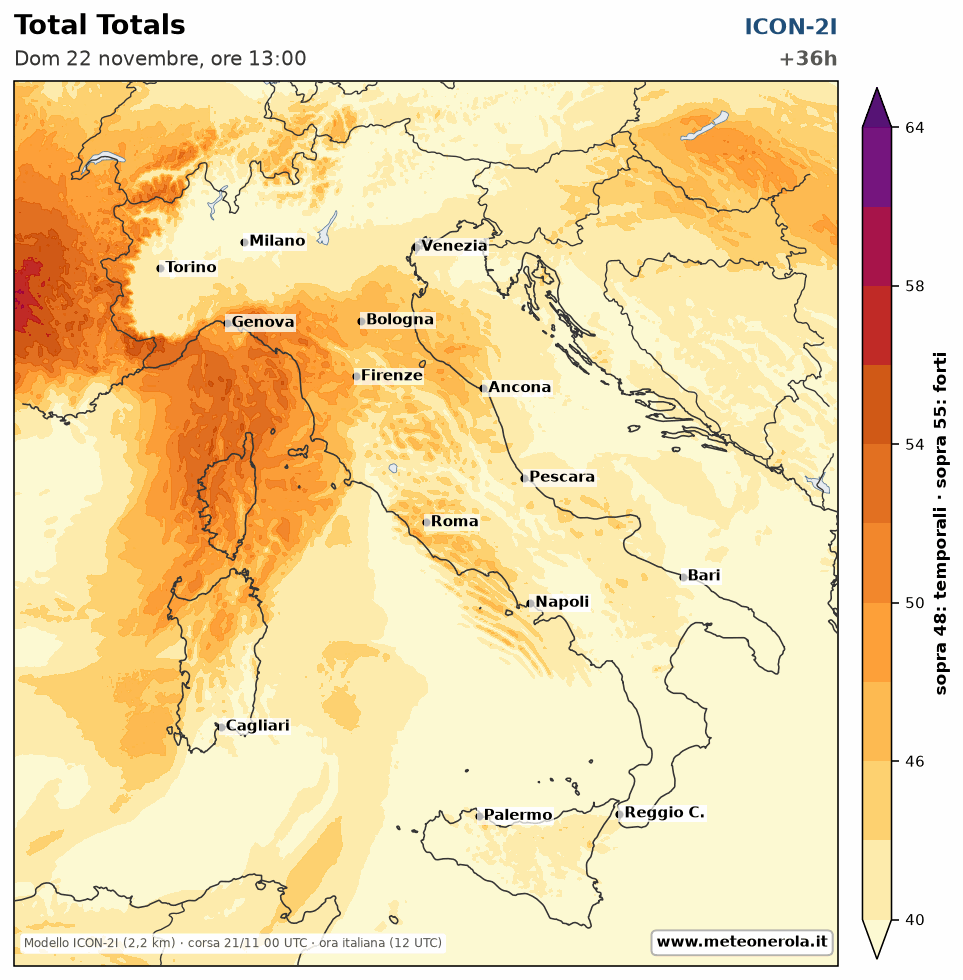 Total Totals
ICON-2I
Dom 22 novembre, ore 13:00
+36h
64
58
54
50
46
40
sopra 48: temporali · sopra 55: forti
Milano
Venezia
Torino
Genova
Bologna
Firenze
Ancona
Pescara
Roma
Bari
Napoli
Cagliari
Palermo
Reggio C.
Modello ICON-2I (2,2 km) · corsa 21/11 00 UTC · ora italiana (12 UTC)
www.meteonerola.it